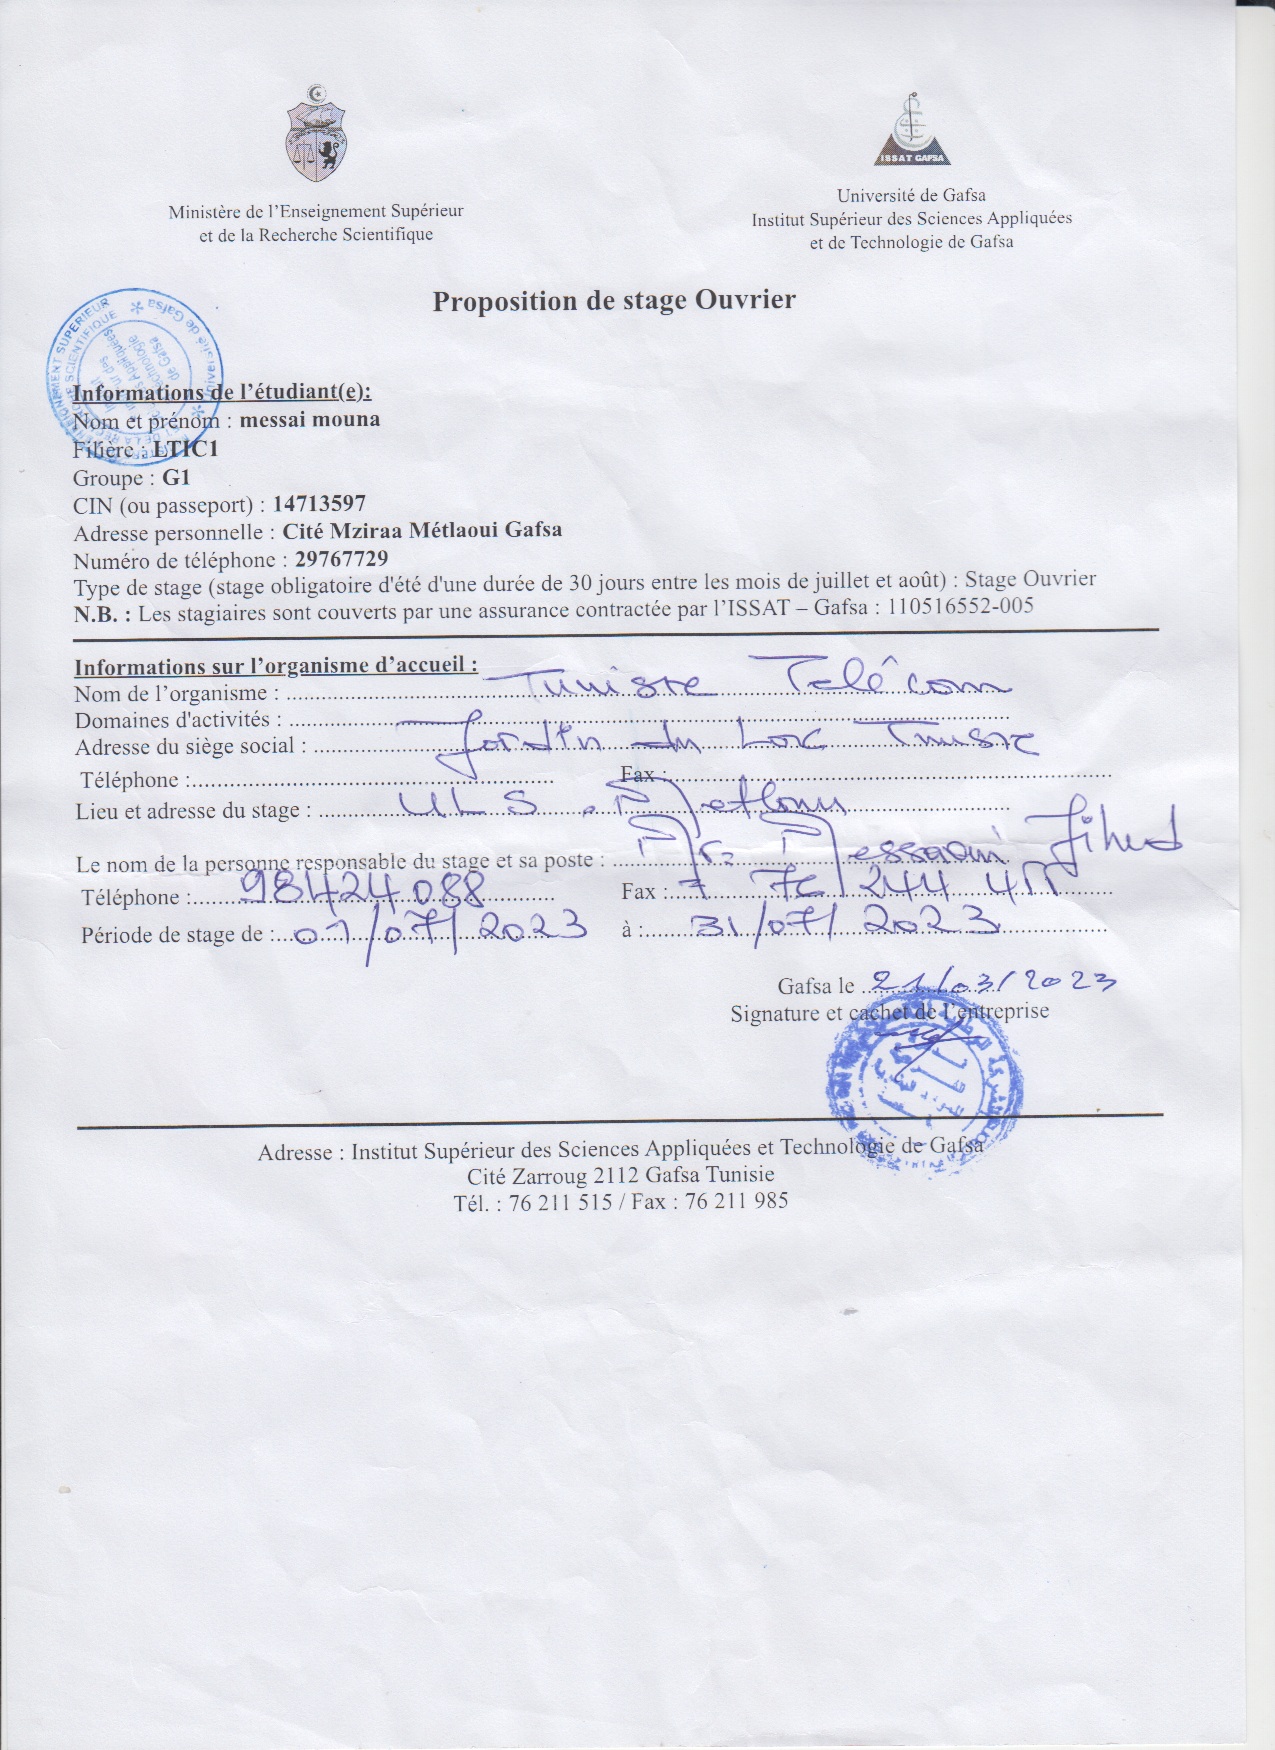 ISSAT GAFSA
Ministère de l'Enseignement Supérieur
et de la Recherche Scientifique
Université de Gafsa
Institut Supérieur des Sciences Appliquées
et de Technologie de Gafsa
Proposition de stage Ouvrier
Informations de l'étudiant(e):
Nom et prénom : messai mouna
Filière : LTIC1
Groupe : G1
CIN (ou passeport) : 14713597
Adresse personnelle : Cité Mziraa Métlaoui Gafsa
Numéro de téléphone : 29767729
Type de stage (stage obligatoire d'été d'une durée de 30 jours entre les mois de juillet et août) : Stage Ouvrier
N.B. : Les stagiaires sont couverts par une assurance contractée par l'ISSAT – Gafsa : 110516552-005
Informations sur l'organisme d'accueil :
Nom de l'organisme : Tunisie Telécom
Domaines d'activités :
Adresse du siège social : Jardin du Lac Tunisie
Téléphone : Fax :
Lieu et adresse du stage : ULS
Le nom de la personne responsable du stage et sa poste : Mr Messaoui Jihed
Téléphone : 98424088 Fax : 76 244 411
Période de stage de : 01/07/2023 à : 31/07/2023
Gafsa le 21/03/2023
Signature et cachet de l'entreprise
Adresse : Institut Supérieur des Sciences Appliquées et Technologie de Gafsa
Cité Zarroug 2112 Gafsa Tunisie
Tél. : 76 211 515 / Fax : 76 211 985